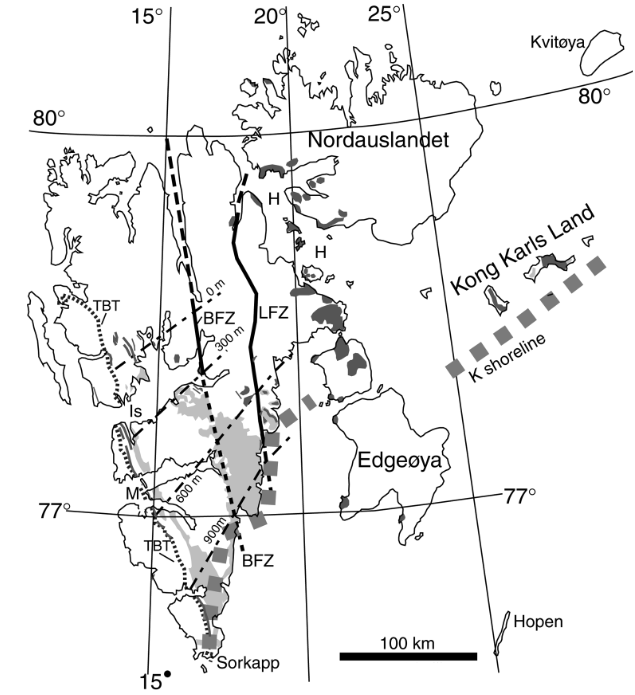 15°
20°
25°
Kvitøya
80°
80°
Nordauslandet
H
H
Kong Karls Land
TBT
0 m
BFZ
LFZ
300 m
K shoreline
Is
Edgeøya
M
600 m
77°
77°
900m
TBT
BFZ
Hopen
100 km
Sorkapp
15°